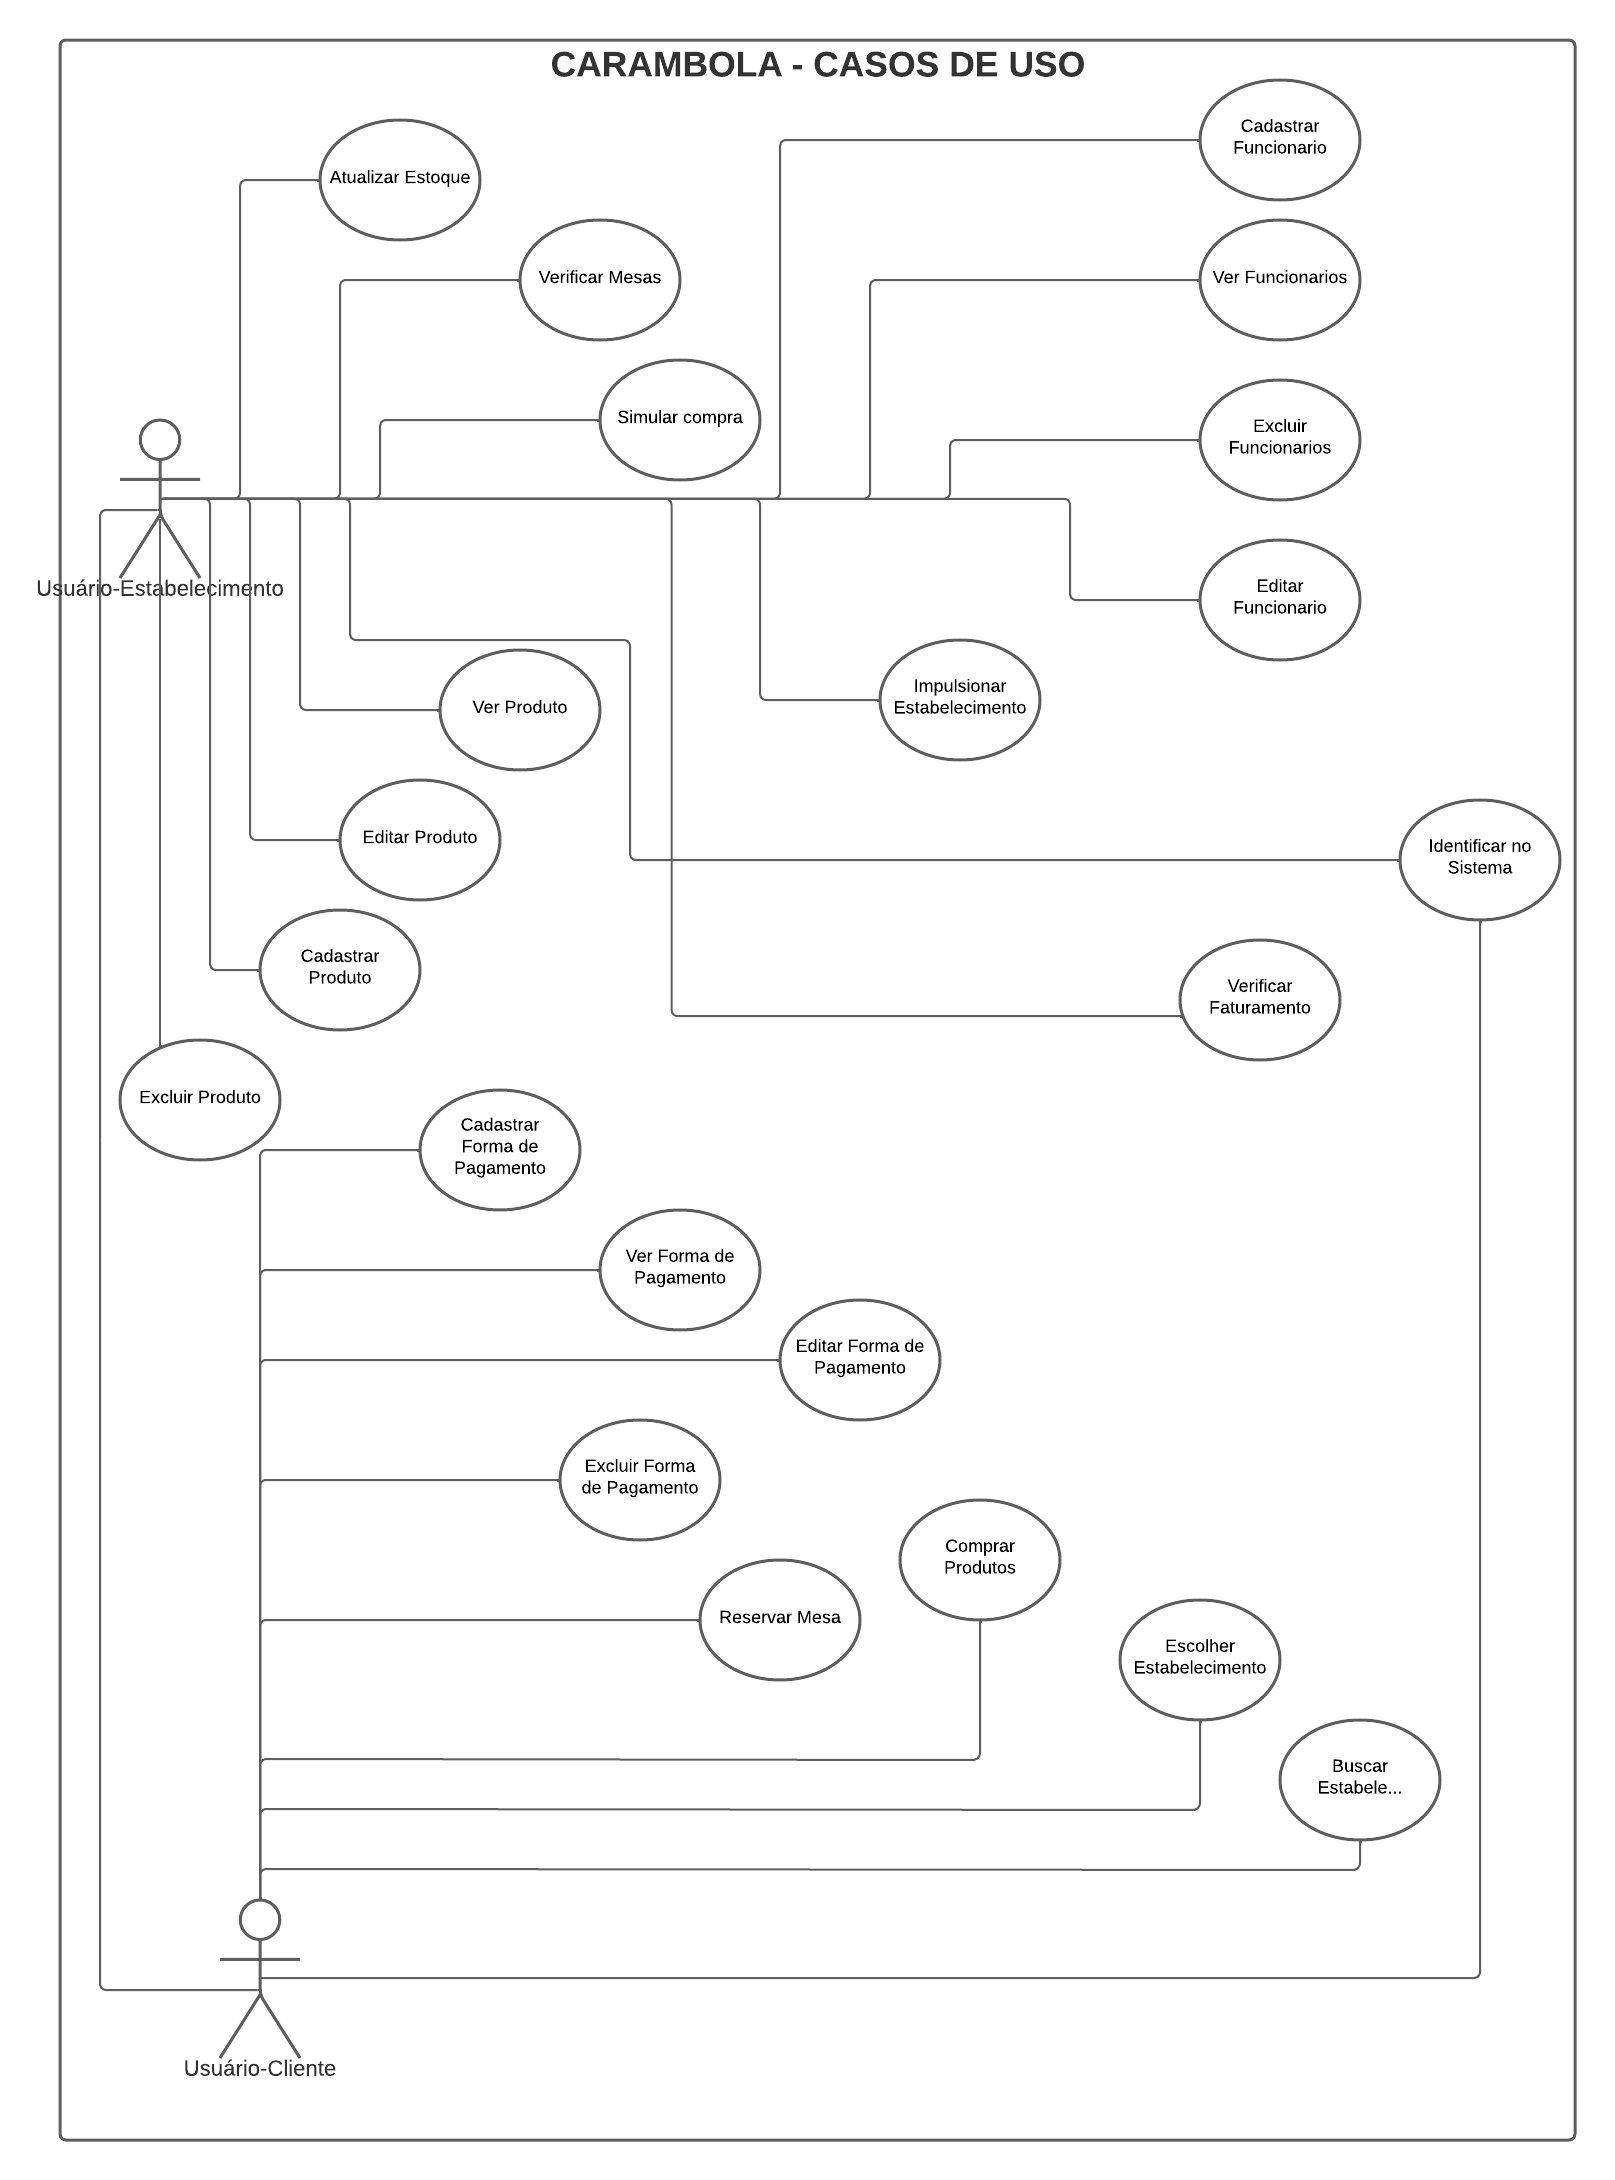 CARAMBOLA - CASOS DE USO
Cadastrar
Funcionario
Atualizar Estoque
Verificar Mesas
Ver Funcionarios
Simular compra
Excluir
Funcionarios
Usuário-Estabelecimento
Editar
Funcionario
Impulsionar
Estabelecimento
Ver Produto
Editar Produto
Identificar no
Sistema
Cadastrar
Produto
Verificar
Faturamento
Excluir Produto
Cadastrar
Forma de
Pagamento
Ver Forma de
Pagamento
Editar Forma de
Pagamento
Excluir Forma
de Pagamento
Comprar
Produtos
Reservar Mesa
Escolher
Estabelecimento
Buscar
Estabele...
Usuário-Cliente